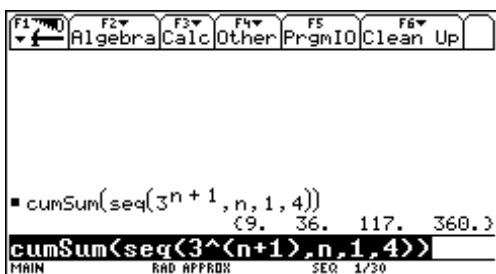 F1 F2 Algebra F3 Calc F4 Other F5 PrgmIO F6 Clean Up
■ cumSum(seq(3^n + 1, n, 1, 4))
{9. 36. 117. 360.}
cumSum(seq(3^(n+1),n,1,4))
MAIN RAD APPROX SEQ 1/30